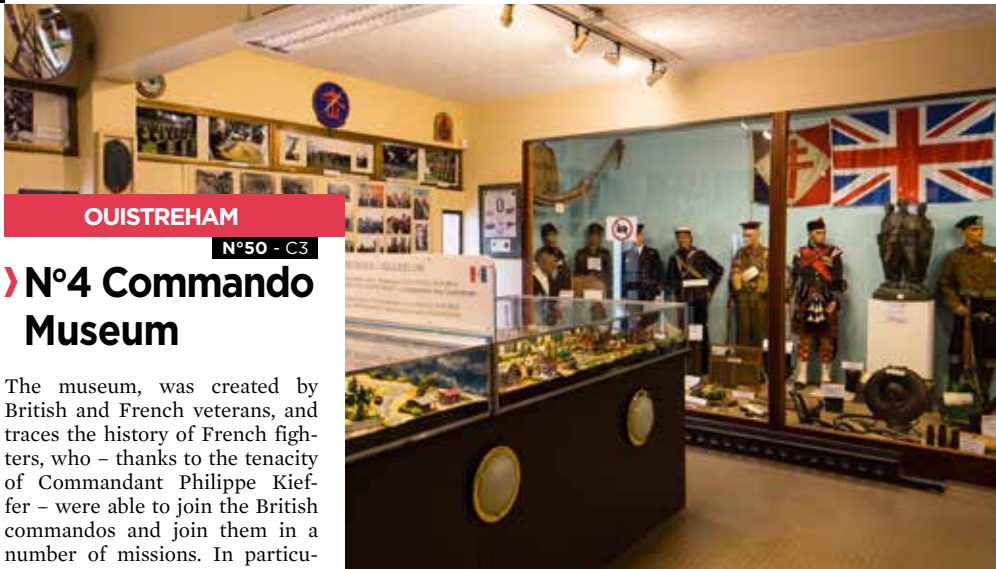 OUISTREHAM
N°50 - C3
N°4 Commando
Museum
The museum, was created by
British and French veterans, and
traces the history of French figh-
ters, who – thanks to the tenacity
of Commandant Philippe Kief-
fer – were able to join the British
commandos and join them in a
number of missions. In particu-